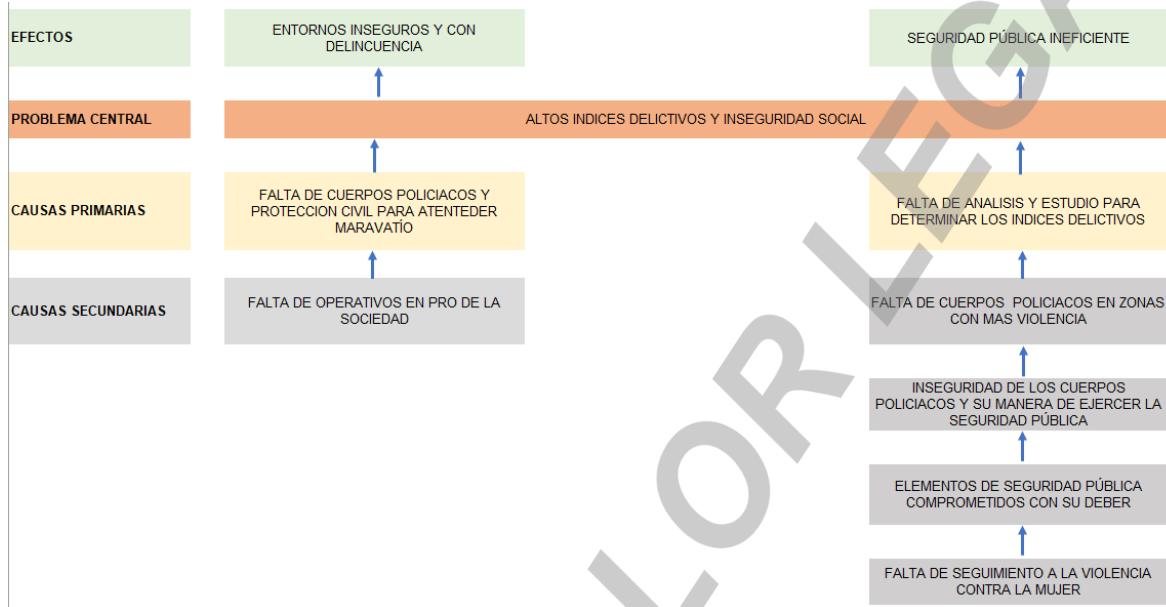 EFECTOS
ENTORNOS INSEGUROS Y CON
DELINCUENCIA
SEGURIDAD PÚBLICA INEFICIENTE
PROBLEMA CENTRAL
ALTOS INDICES DELICTIVOS Y INSEGURIDAD SOCIAL
CAUSAS PRIMARIAS
FALTA DE CUERPOS POLICIACOS Y
PROTECCION CIVIL PARA ATENTEDER
MARAVATÍO
FALTA DE ANALISIS Y ESTUDIO PARA
DETERMINAR LOS INDICES DELICTIVOS
CAUSAS SECUNDARIAS
FALTA DE OPERATIVOS EN PRO DE LA
SOCIEDAD
FALTA DE CUERPOS POLICIACOS EN ZONAS
CON MAS VIOLENCIA
INSEGURIDAD DE LOS CUERPOS
POLICIACOS Y SU MANERA DE EJERCER LA
SEGURIDAD PÚBLICA
ELEMENTOS DE SEGURIDAD PÚBLICA
COMPROMETIDOS CON SU DEBER
FALTA DE SEGUIMIENTO A LA VIOLENCIA
CONTRA LA MUJER
LOR LEGA